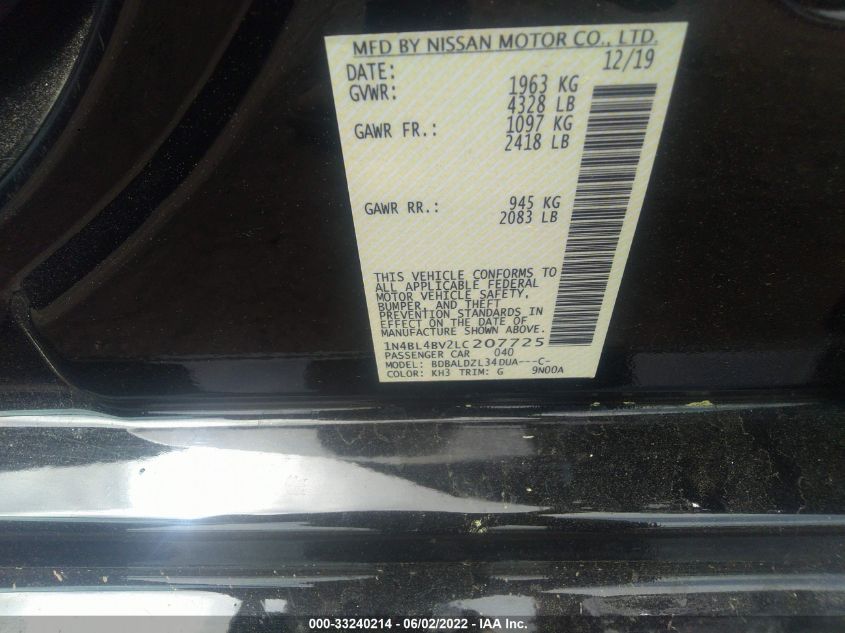 MFD BY NISSAN MOTOR CO., LTD.
DATE: 12/19
GVWR: 1963 KG
4328 LB
GAWR FR.: 1097 KG
2418 LB
GAWR RR.: 945 KG
2083 LB
THIS VEHICLE CONFORMS TO
ALL APPLICABLE FEDERAL
MOTOR VEHICLE SAFETY,
BUMPER, AND THEFT
PREVENTION STANDARDS IN
EFFECT ON THE DATE OF
MANUFACTURE SHOWN ABOVE.
1N4BL4BV2LC207725
PASSENGER CAR 040
MODEL: BDBALDZL34DUA---C-
COLOR: KH3 TRIM: G 9N00A
000-33240214 - 06/02/2022 - IAA Inc.